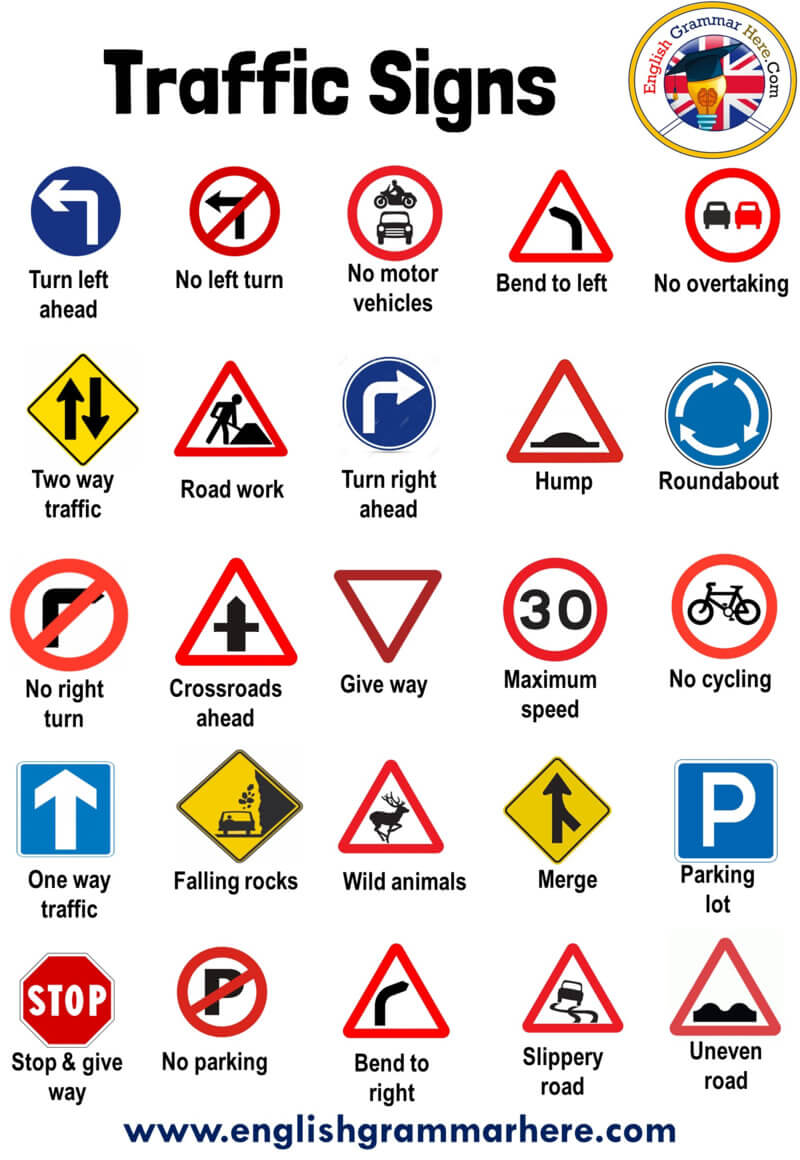 Traffic Signs
English Grammar Here.Com
Turn left
ahead
No left turn
No motor
vehicles
Bend to left
No overtaking
Two way
traffic
Road work
Turn right
ahead
Hump
Roundabout
30
No right
turn
Crossroads
ahead
Give way
Maximum
speed
No cycling
P
One way
traffic
Falling rocks
Wild animals
Merge
Parking
lot
STOP
P
Stop & give
way
No parking
Bend to
right
Slippery
road
Uneven
road
www.englishgrammarhere.com